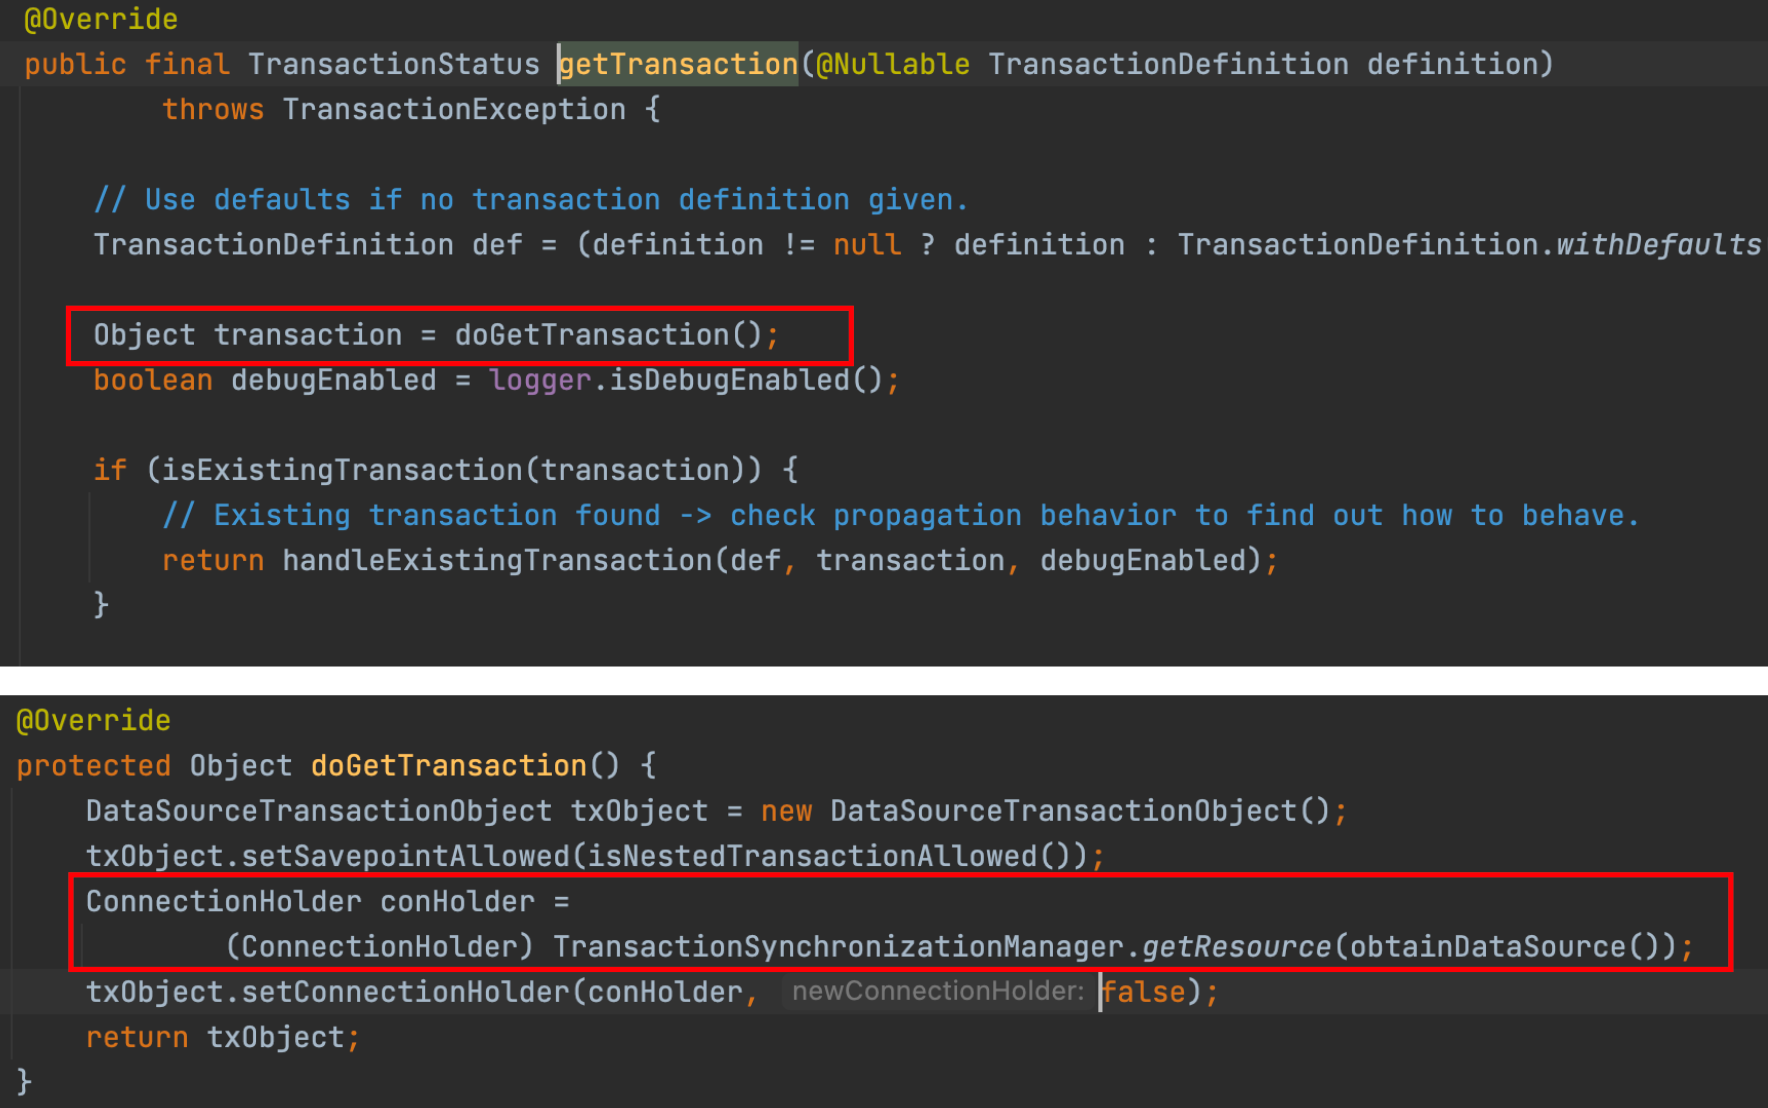 @Override
public final TransactionStatus getTransaction(@Nullable TransactionDefinition definition)
throws TransactionException {
// Use defaults if no transaction definition given.
TransactionDefinition def = (definition != null ? definition : TransactionDefinition.withDefaults
Object transaction = doGetTransaction();
boolean debugEnabled = logger.isDebugEnabled();
if (isExistingTransaction(transaction)) {
// Existing transaction found -> check propagation behavior to find out how to behave.
return handleExistingTransaction(def, transaction, debugEnabled);
}
@Override
protected Object doGetTransaction() {
DataSourceTransactionObject txObject = new DataSourceTransactionObject();
txObject.setSavepointAllowed(isNestedTransactionAllowed());
ConnectionHolder conHolder =
(ConnectionHolder) TransactionSynchronizationManager.getResource(obtainDataSource());
txObject.setConnectionHolder(conHolder, newConnectionHolder: false);
return txObject;
}